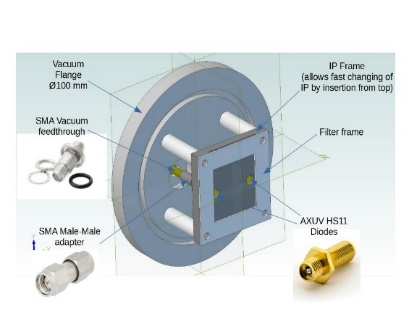 Vacuum
Flange
Ø100 mm
IP Frame
(allows fast changing of
IP by insertion from top)
SMA Vacuum
feedthrough
Filter frame
SMA Male-Male
adapter
AXUV HS11
Diodes